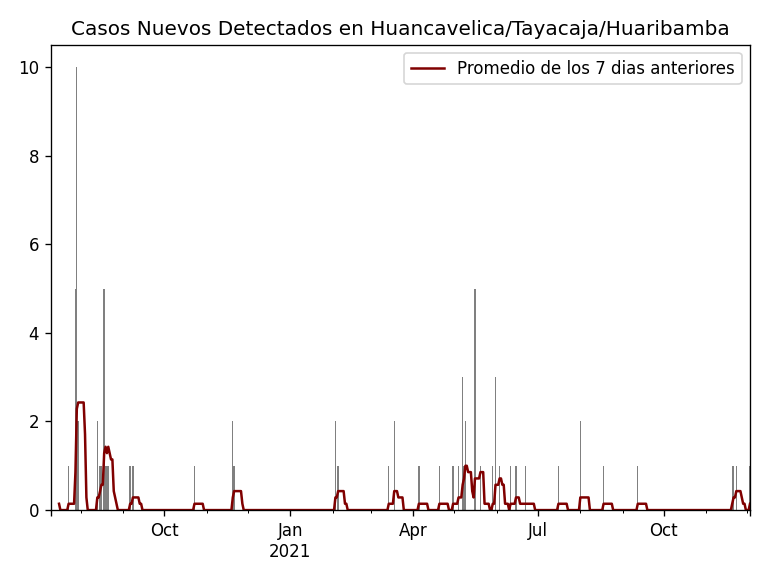 Casos Nuevos Detectados en Huancavelica/Tayacaja/Huaribamba
Promedio de los 7 dias anteriores
10
8
6
4
2
0
Oct Jan Apr Jul Oct
2021